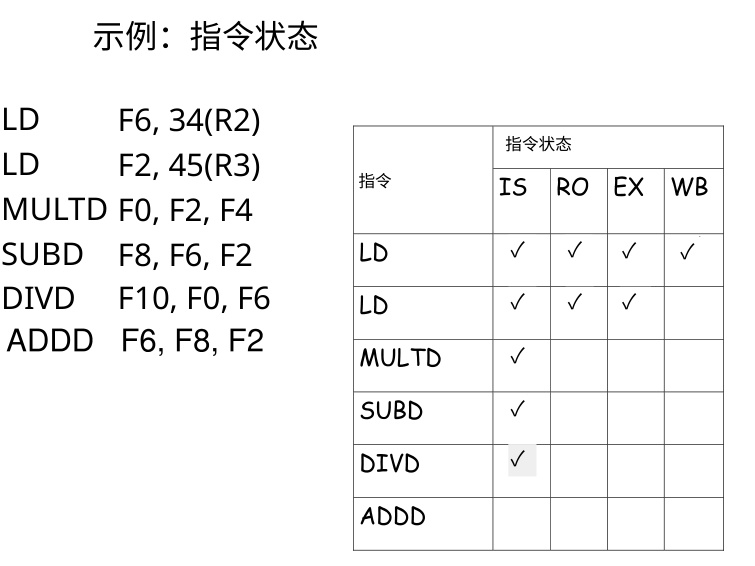 示例：指令状态
LD F6, 34(R2)
LD F2, 45(R3)
MULTD F0, F2, F4
SUBD F8, F6, F2
DIVD F10, F0, F6
ADDD F6, F8, F2
指令 指令状态
IS RO EX WB
LD ✓ ✓ ✓ ✓
LD ✓ ✓ ✓
MULTD ✓
SUBD ✓
DIVD ✓
ADDD